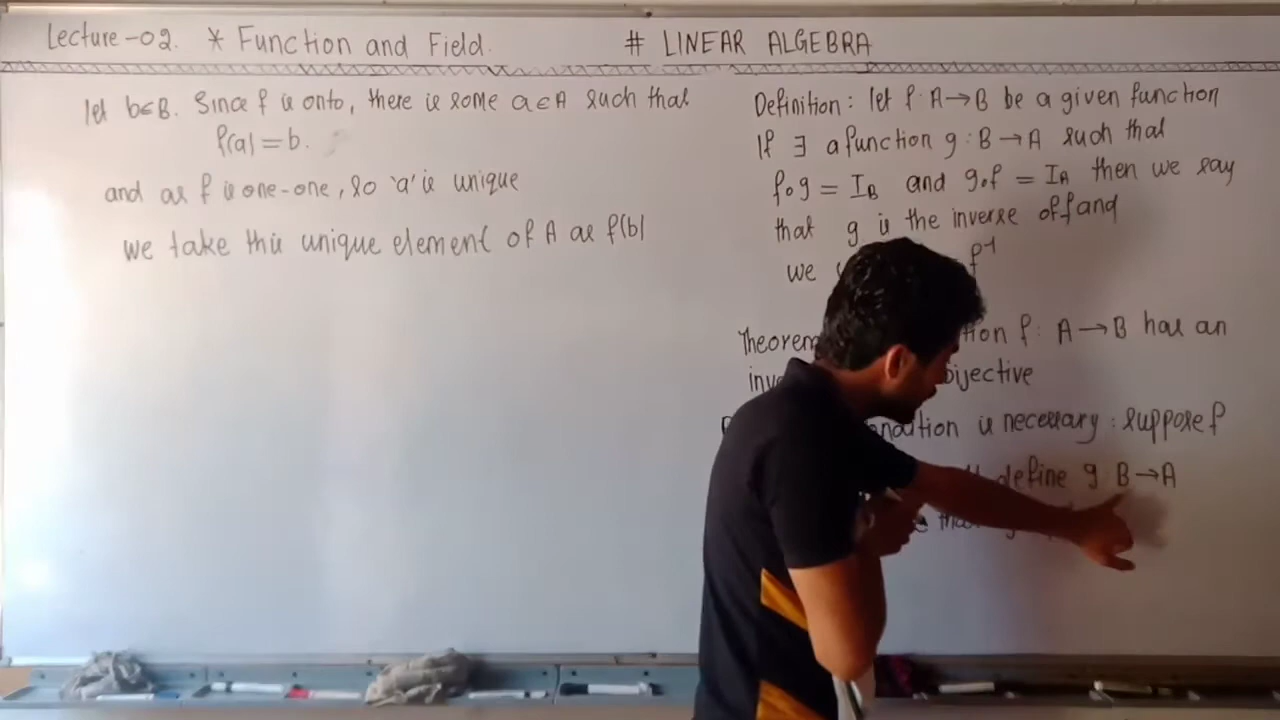 Lecture-02. * Function and Field.
# LINEAR ALGEBRA
let b∈B. Since f is onto, there is some a∈A such that
f(a) = b.
and as f is one-one, so 'a' is unique
we take this unique element of A as f(b)
Definition: let f: A→B be a given function
If ∃ a function g : B → A such that
f∘g = I_B and g∘f = I_A then we say
that g is the inverse of f and
we f⁻¹
Theorem f: A→B has an
bijective
condition is necessary : suppose f
define g B→A
that